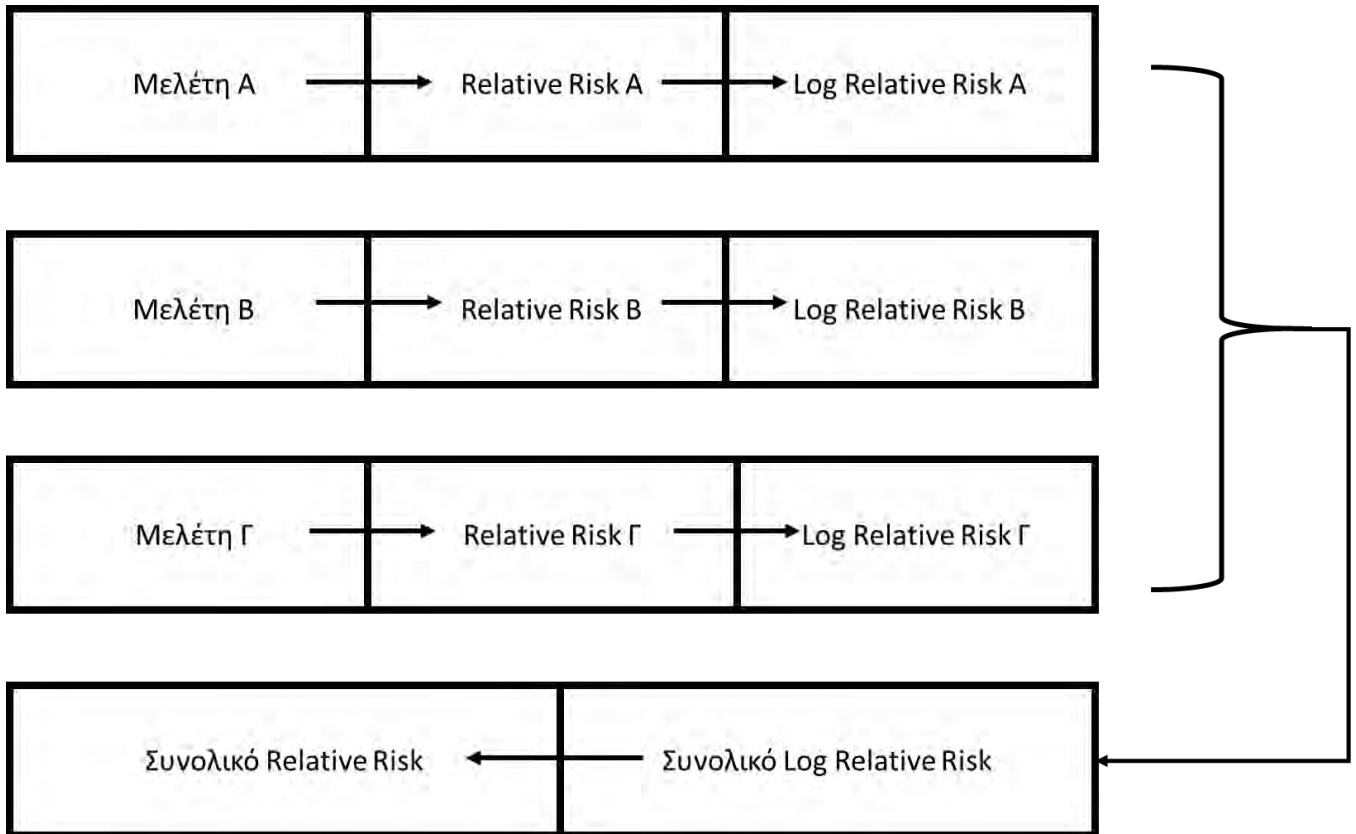 Μελέτη Α Relative Risk Α Log Relative Risk Α
Μελέτη Β Relative Risk Β Log Relative Risk Β
Μελέτη Γ Relative Risk Γ Log Relative Risk Γ
Συνολικό Relative Risk Συνολικό Log Relative Risk